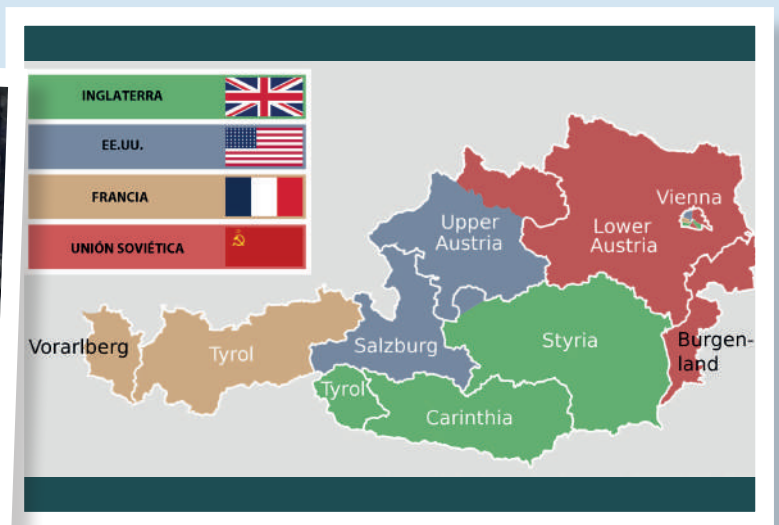 INGLATERRA
EE.UU.
FRANCIA
UNIÓN SOVIÉTICA
Vienna
Upper
Austria
Lower
Austria
Vorarlberg
Tyrol
Salzburg
Styria
Burgen-
land
Tyrol
Carinthia